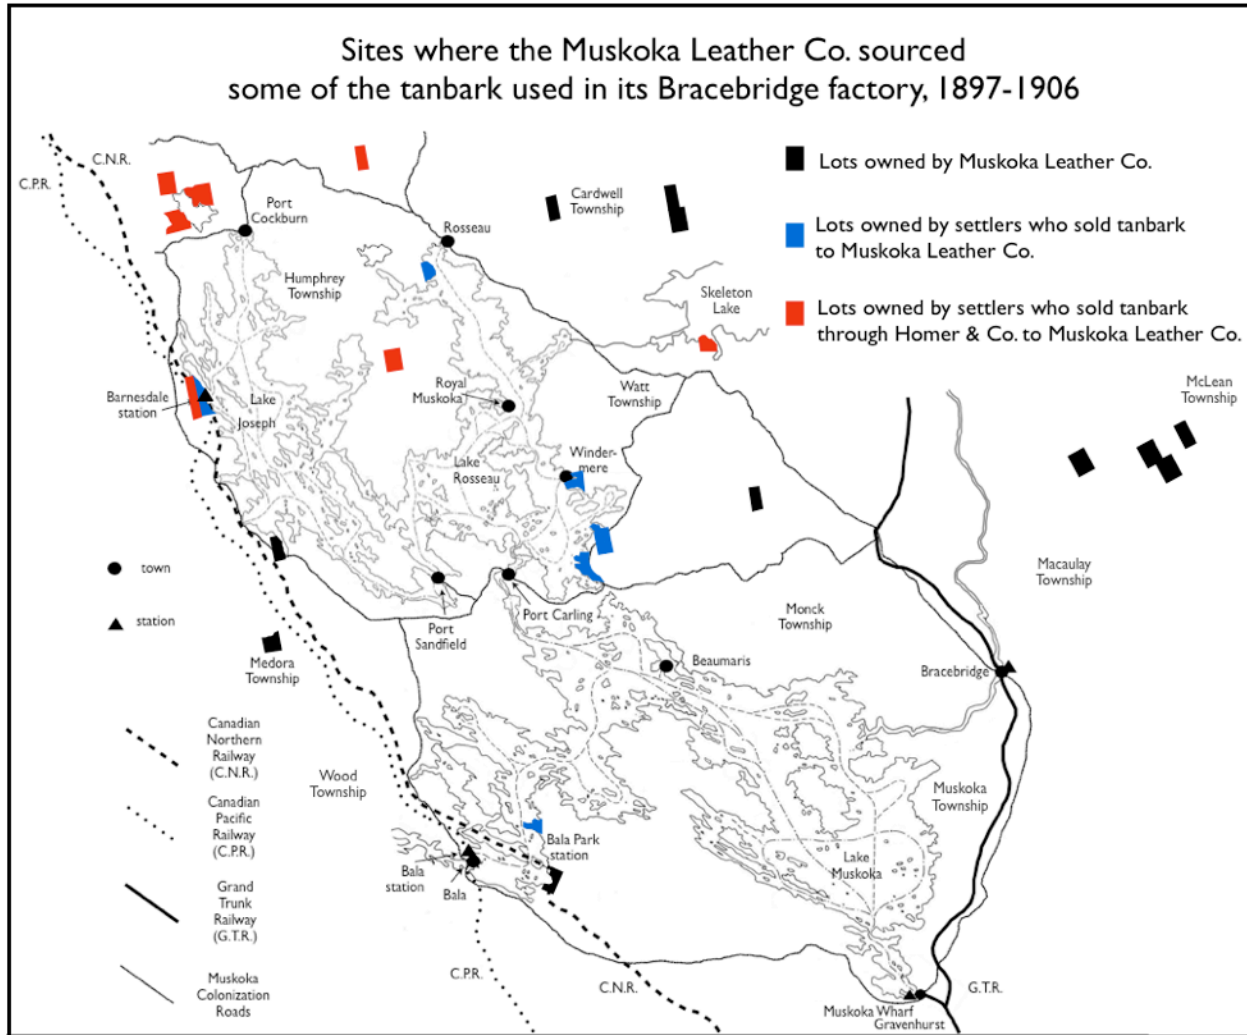 Sites where the Muskoka Leather Co. sourced
some of the tanbark used in its Bracebridge factory, 1897-1906
Lots owned by Muskoka Leather Co.
Lots owned by settlers who sold tanbark
to Muskoka Leather Co.
Lots owned by settlers who sold tanbark
through Homer & Co. to Muskoka Leather Co.
C.N.R.
C.P.R.
Port
Cockburn
Rosseau
Cardwell
Township
Humphrey
Township
Skeleton
Lake
McLean
Township
Barnesdale
station
Lake
Joseph
Royal
Muskoka
Watt
Township
Lake
Rosseau
Winder-
mere
town
station
Macaulay
Township
Port
Sandfield
Port Carling
Monck
Township
Medora
Township
Beaumaris
Bracebridge
Canadian
Northern
Railway
(C.N.R.)
Wood
Township
Muskoka
Township
Canadian
Pacific
Railway
(C.P.R.)
Bala Park
station
Bala
station
Bala
Lake
Muskoka
Grand
Trunk
Railway
(G.T.R.)
Muskoka
Colonization
Roads
C.P.R.
C.N.R.
G.T.R.
Muskoka Wharf
Gravenhurst